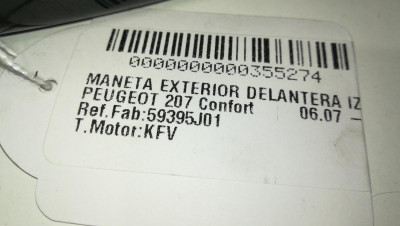 0000000000355274
MANETA EXTERIOR DELANTERA IZ
PEUGEOT 207 Confort 06.07 -
Ref.Fab:59395J01
T.Motor:KFV